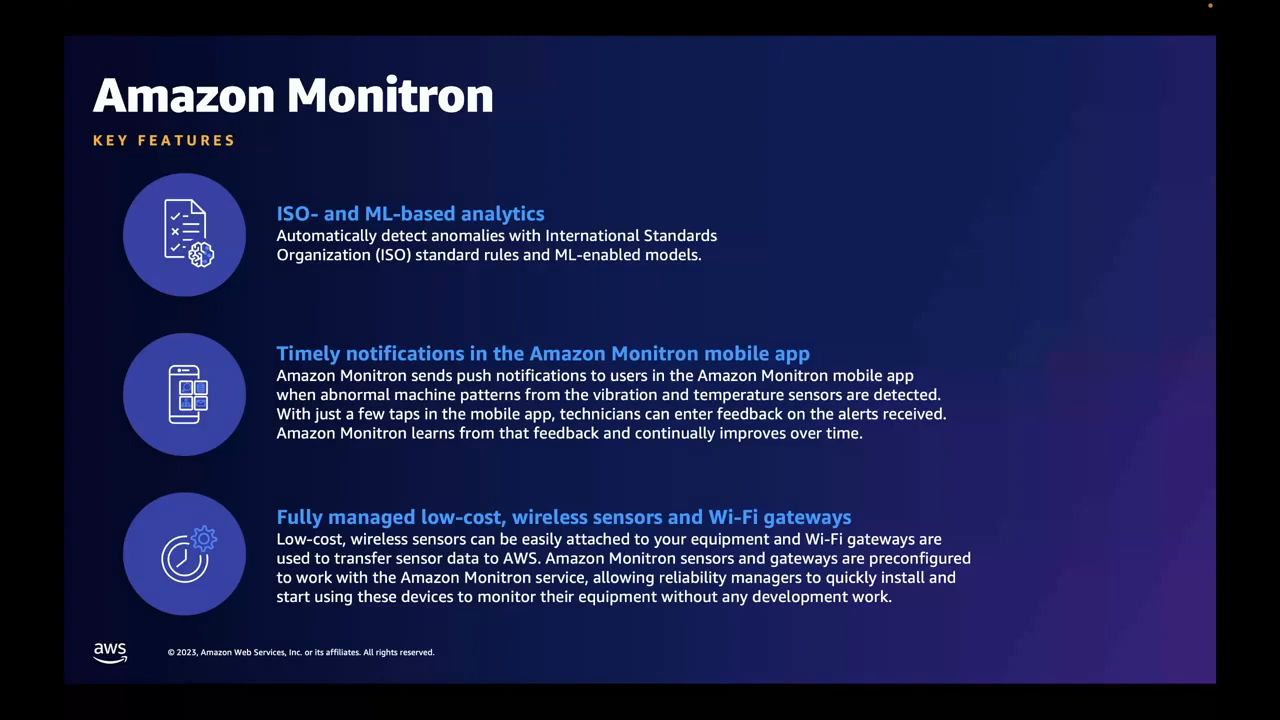 Amazon Monitron
KEY FEATURES
ISO- and ML-based analytics
Automatically detect anomalies with International Standards
Organization (ISO) standard rules and ML-enabled models.
Timely notifications in the Amazon Monitron mobile app
Amazon Monitron sends push notifications to users in the Amazon Monitron mobile app
when abnormal machine patterns from the vibration and temperature sensors are detected.
With just a few taps in the mobile app, technicians can enter feedback on the alerts received.
Amazon Monitron learns from that feedback and continually improves over time.
Fully managed low-cost, wireless sensors and Wi-Fi gateways
Low-cost, wireless sensors can be easily attached to your equipment and Wi-Fi gateways are
used to transfer sensor data to AWS. Amazon Monitron sensors and gateways are preconfigured
to work with the Amazon Monitron service, allowing reliability managers to quickly install and
start using these devices to monitor their equipment without any development work.
aws
© 2023, Amazon Web Services, Inc. or its affiliates. All rights reserved.